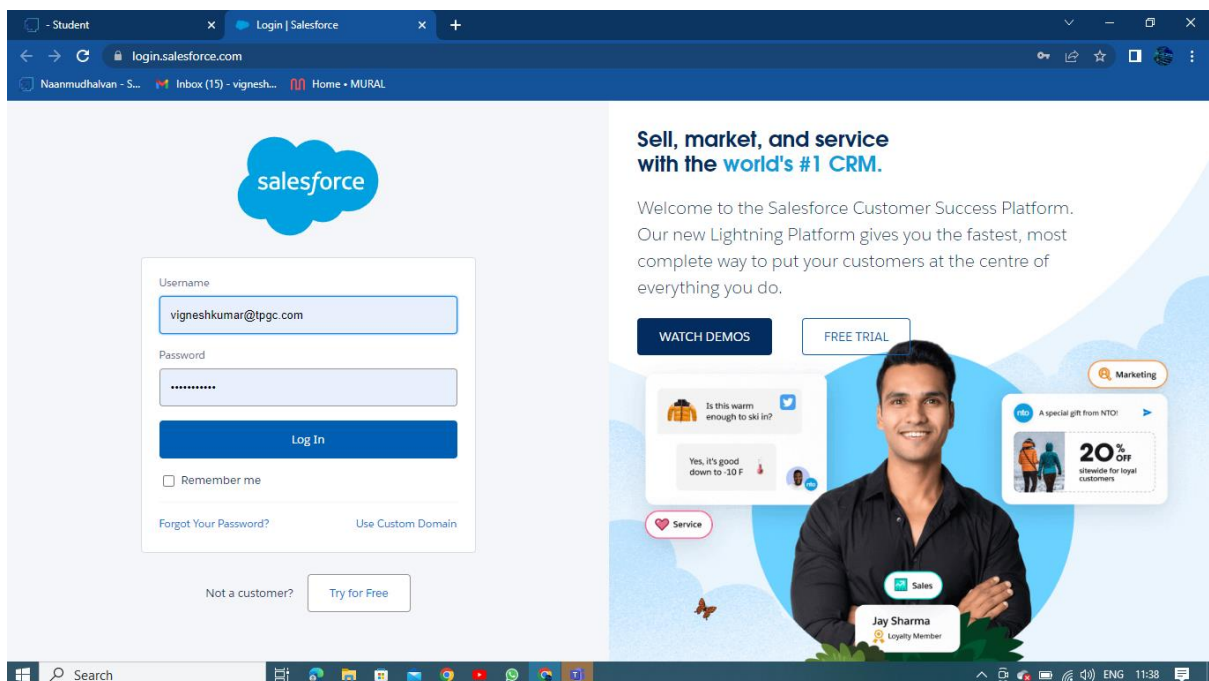 - Student
Login | Salesforce
login.salesforce.com
Naanmudhalvan - S...
Inbox (15) - vignesh...
Home • MURAL
salesforce
Username
vigneshkumar@tpgc.com
Password
•••••••••••
Log In
Remember me
Forgot Your Password?
Use Custom Domain
Not a customer?
Try for Free
Sell, market, and service
with the world's #1 CRM.
Welcome to the Salesforce Customer Success Platform.
Our new Lightning Platform gives you the fastest, most
complete way to put your customers at the centre of
everything you do.
WATCH DEMOS
FREE TRIAL
Is this warm
enough to ski in?
Yes, it's good
down to -10 F
nto
Service
Marketing
nto
A special gift from NTO!
20% OFF
sitewide for loyal
customers
Sales
Jay Sharma
Loyalty Member
Search
ENG
11:38